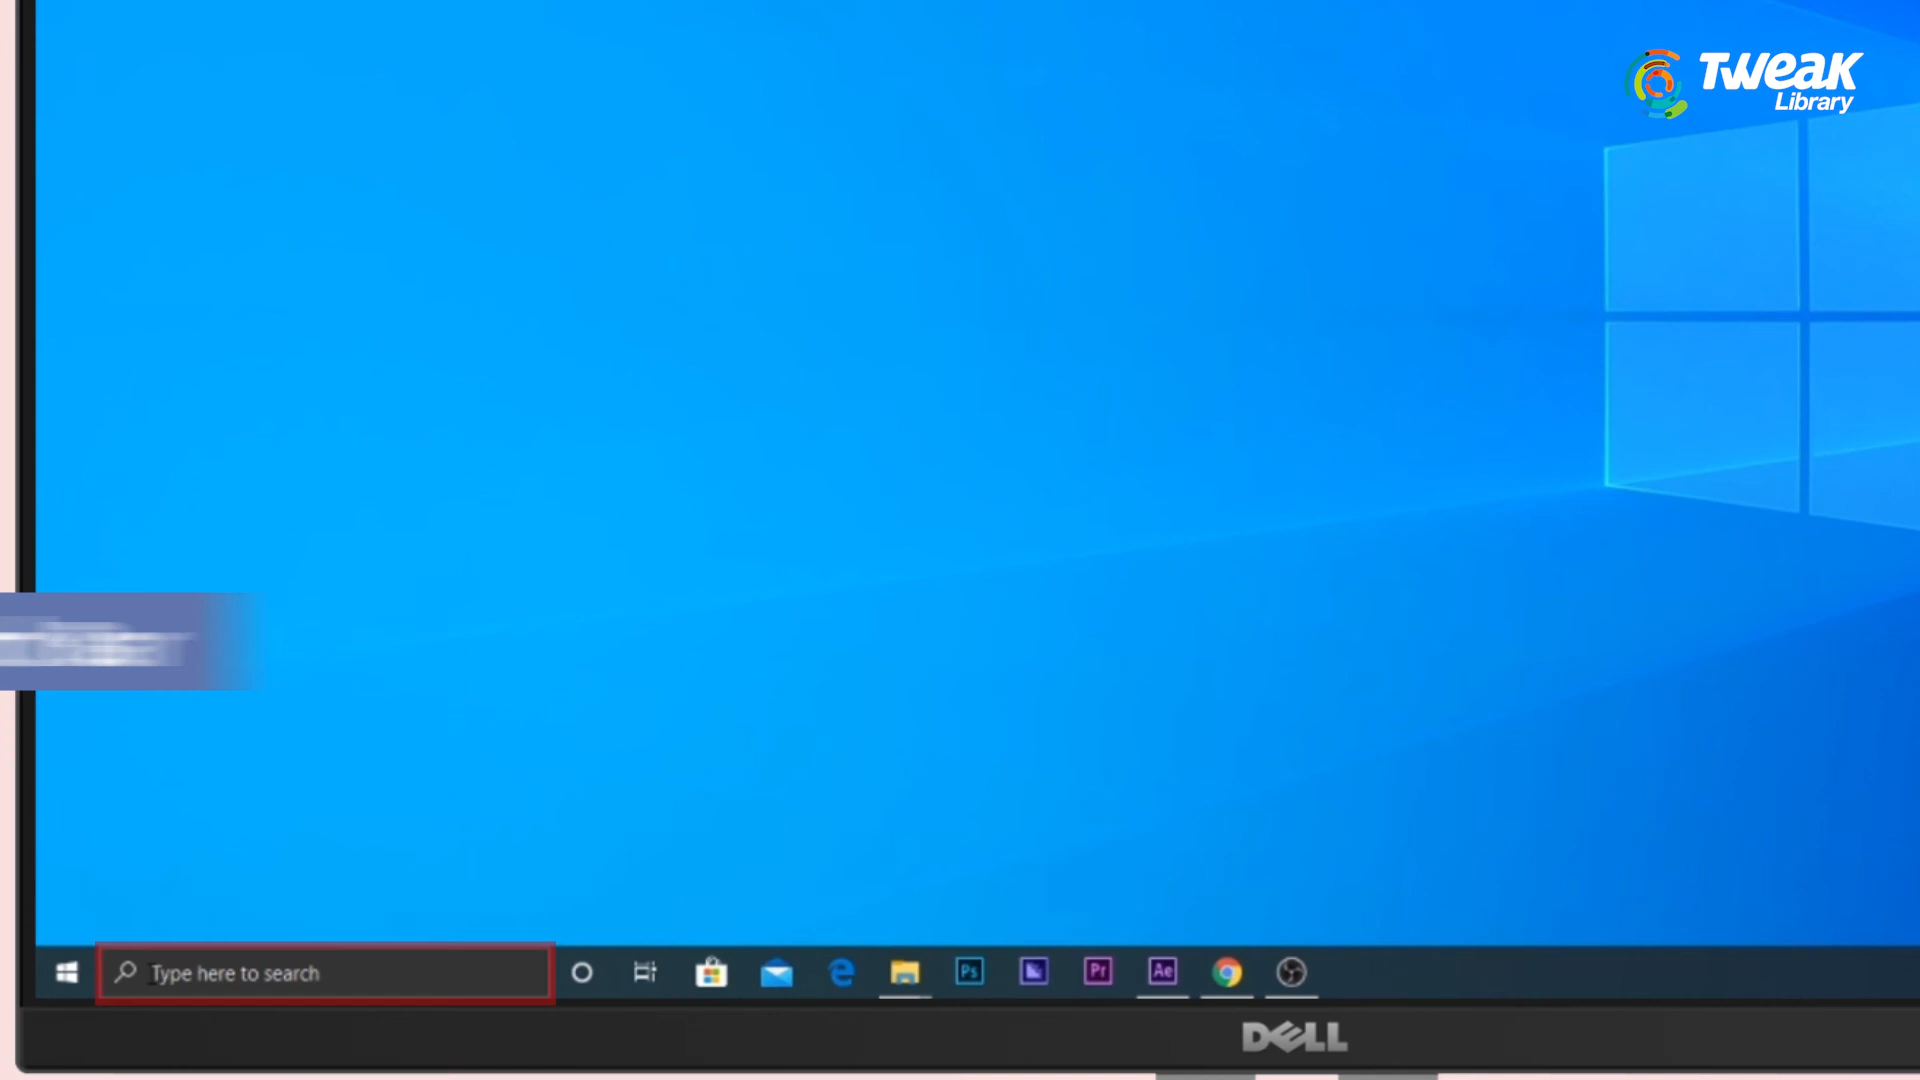 TWEAK
Library
Type here to search
Ps
Pr
Ae
DELL